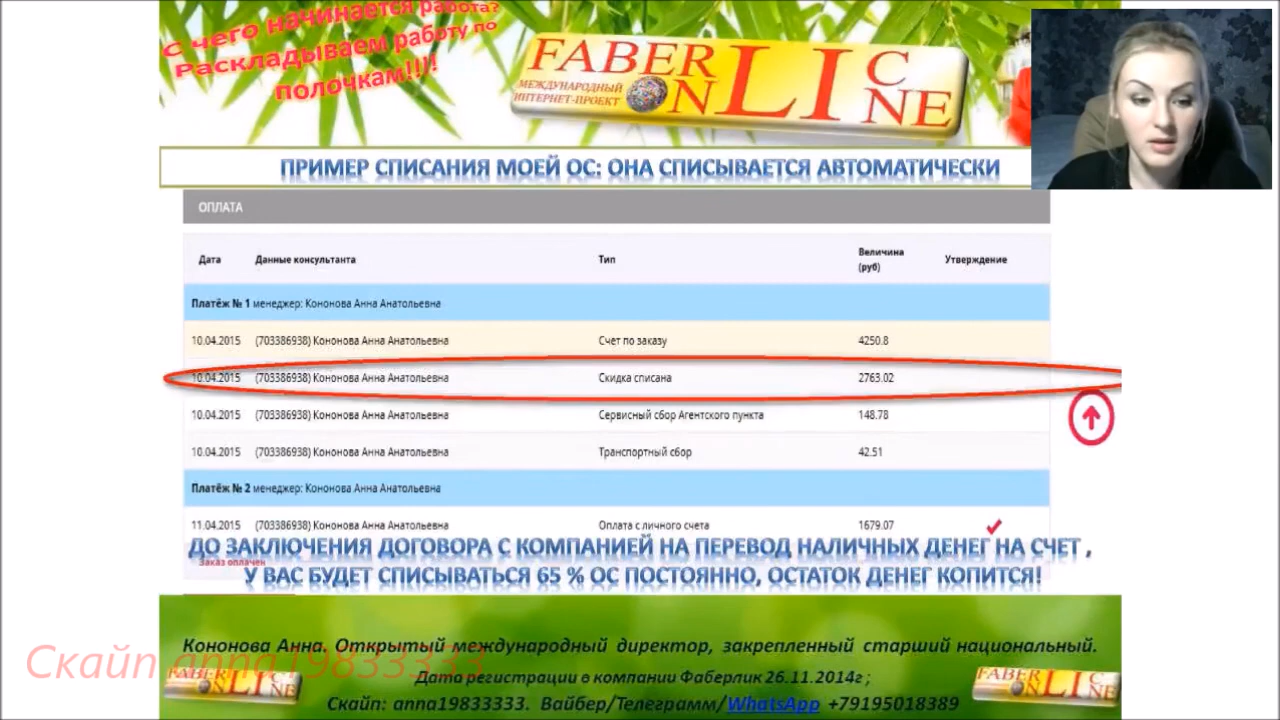 С чего начинается работа?
Раскладываем работу по
полочкам!!!!
FABERLIC
ONLINE
МЕЖДУНАРОДНЫЙ
ИНТЕРНЕТ-ПРОЕКТ
ПРИМЕР СПИСАНИЯ МОЕЙ ОС: ОНА СПИСЫВАЕТСЯ АВТОМАТИЧЕСКИ
ОПЛАТА
Дата Данные консультанта Тип Величина (руб) Утверждение
Платёж № 1 менеджер: Кононова Анна Анатольевна
10.04.2015 (703386938) Кононова Анна Анатольевна Счет по заказу 4250.8
10.04.2015 (703386938) Кононова Анна Анатольевна Скидка списана 2763.02
10.04.2015 (703386938) Кононова Анна Анатольевна Сервисный сбор Агентского пункта 148.78
10.04.2015 (703386938) Кононова Анна Анатольевна Транспортный сбор 42.51
Платёж № 2 менеджер: Кононова Анна Анатольевна
11.04.2015 (703386938) Кононова Анна Анатольевна Оплата с личного счета 1679.07
ДО ЗАКЛЮЧЕНИЯ ДОГОВОРА С КОМПАНИЕЙ НА ПЕРЕВОД НАЛИЧНЫХ ДЕНЕГ НА СЧЕТ ,
Заказ оплачен
У ВАС БУДЕТ СПИСЫВАТЬСЯ 65 % ОС ПОСТОЯННО, ОСТАТОК ДЕНЕГ КОПИТСЯ!
Кононова Анна. Открытый международный директор, закрепленный старший национальный.
Скайп anna19833333
FABERLIC ONLINE
FABERLIC ONLINE
Дата регистрации в компании Фаберлик 26.11.2014г ;
Скайп: anna19833333. Вайбер/Телеграмм/WhatsApp +79195018389